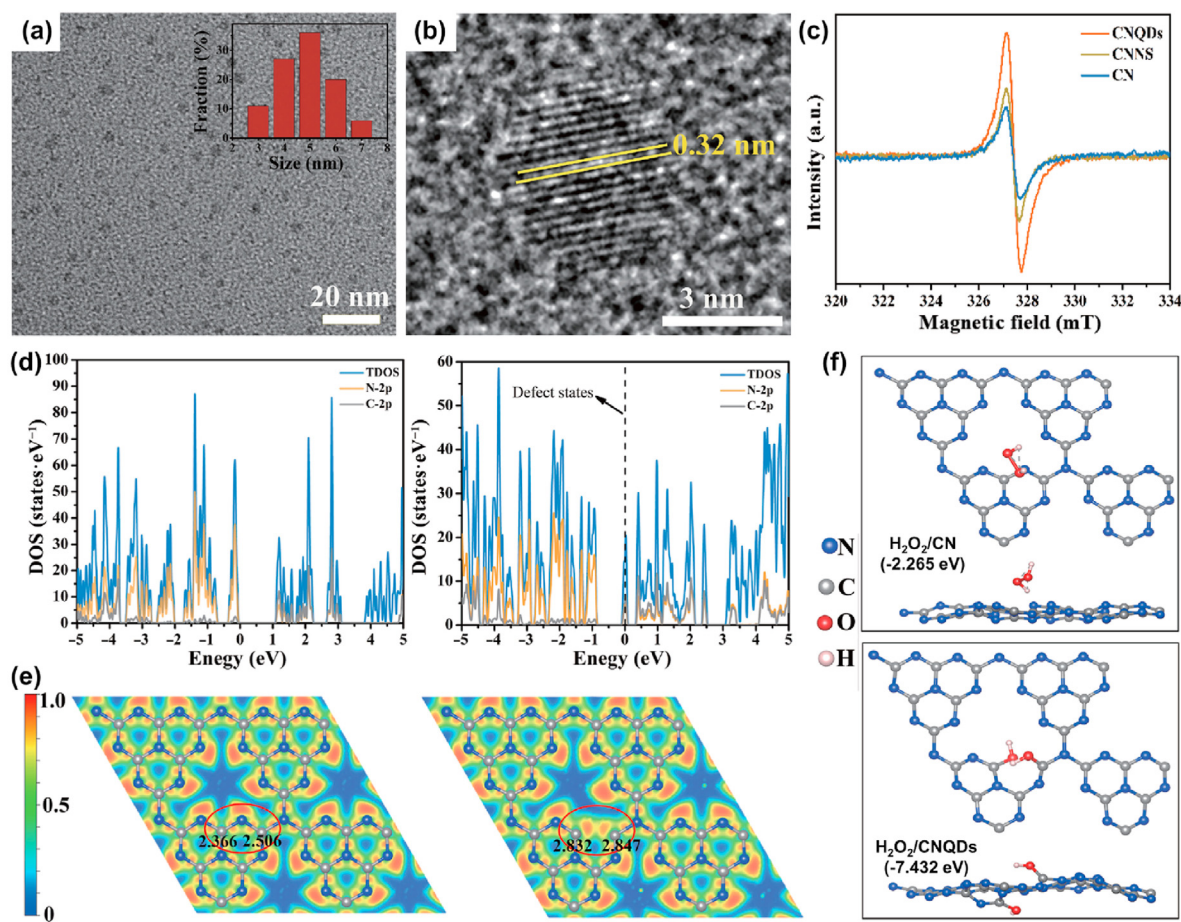 (a)
Fraction (%)
30
20
10
0
2 3 4 5 6 7 8
Size (nm)
20 nm
(b)
0.32 nm
3 nm
(c)
CNQDs
CNNS
CN
Intensity (a.u.)
320 322 324 326 328 330 332 334
Magnetic field (mT)
(d)
DOS (states·eV⁻¹)
100
90
80
70
60
50
40
30
20
10
0
TDOS
N-2p
C-2p
−5 −4 −3 −2 −1 0 1 2 3 4 5
Enegy (eV)
DOS (states·eV⁻¹)
60
50
40
30
20
10
0
Defect states
TDOS
N-2p
C-2p
−5 −4 −3 −2 −1 0 1 2 3 4 5
Enegy (eV)
(e)
1.0
0.5
0
2.366 2.506
2.832 2.847
(f)
N
C
O
H
H₂O₂/CN
(-2.265 eV)
H₂O₂/CNQDs
(-7.432 eV)